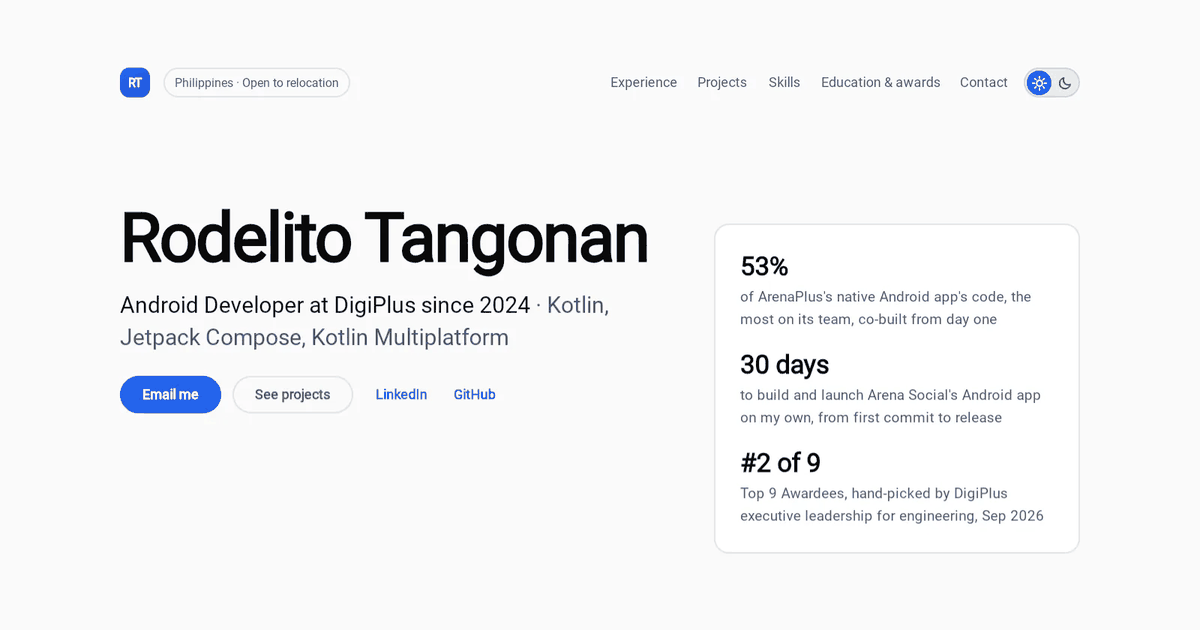 RT
Philippines · Open to relocation
Experience
Projects
Skills
Education & awards
Contact
Rodelito Tangonan
Android Developer at DigiPlus since 2024 · Kotlin,
Jetpack Compose, Kotlin Multiplatform
Email me
See projects
LinkedIn
GitHub
53%
of ArenaPlus's native Android app's code, the
most on its team, co-built from day one
30 days
to build and launch Arena Social's Android app
on my own, from first commit to release
#2 of 9
Top 9 Awardees, hand-picked by DigiPlus
executive leadership for engineering, Sep 2026